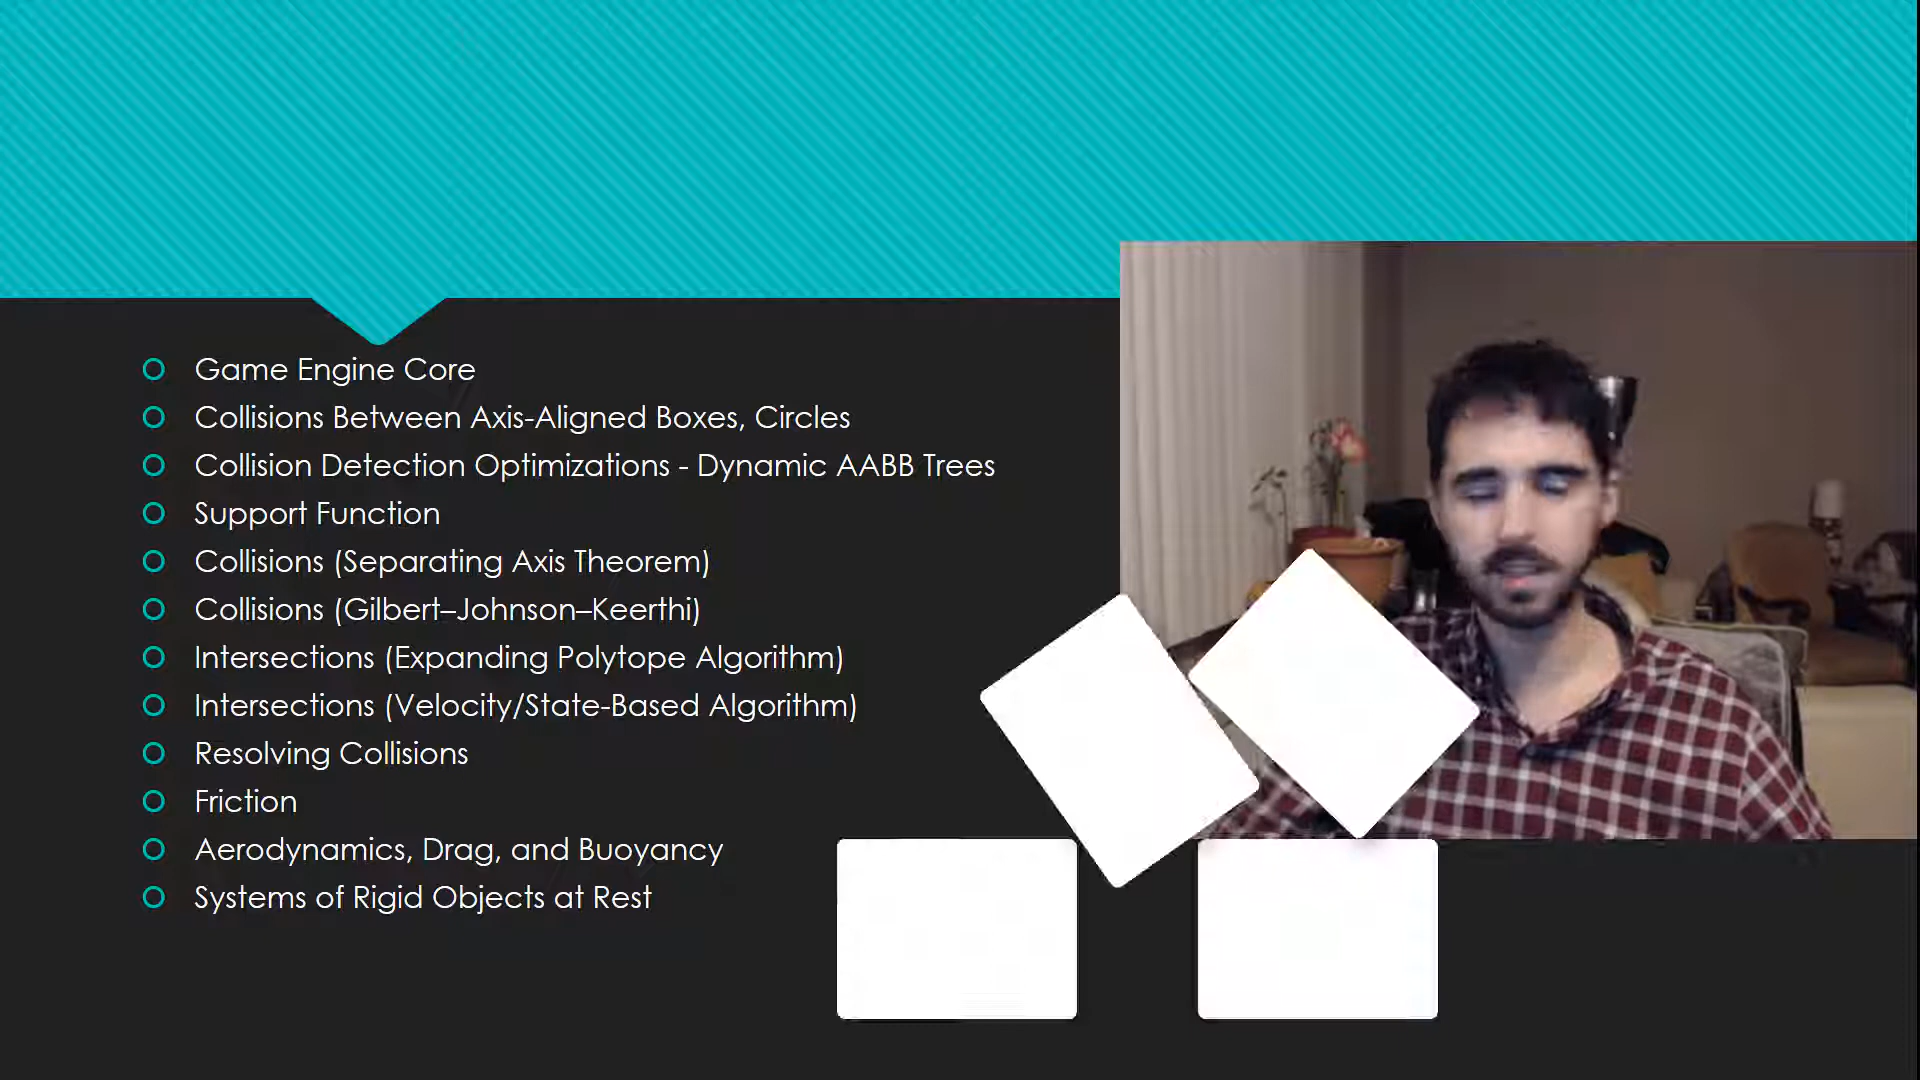 Game Engine Core
Collisions Between Axis-Aligned Boxes, Circles
Collision Detection Optimizations - Dynamic AABB Trees
Support Function
Collisions (Separating Axis Theorem)
Collisions (Gilbert–Johnson–Keerthi)
Intersections (Expanding Polytope Algorithm)
Intersections (Velocity/State-Based Algorithm)
Resolving Collisions
Friction
Aerodynamics, Drag, and Buoyancy
Systems of Rigid Objects at Rest